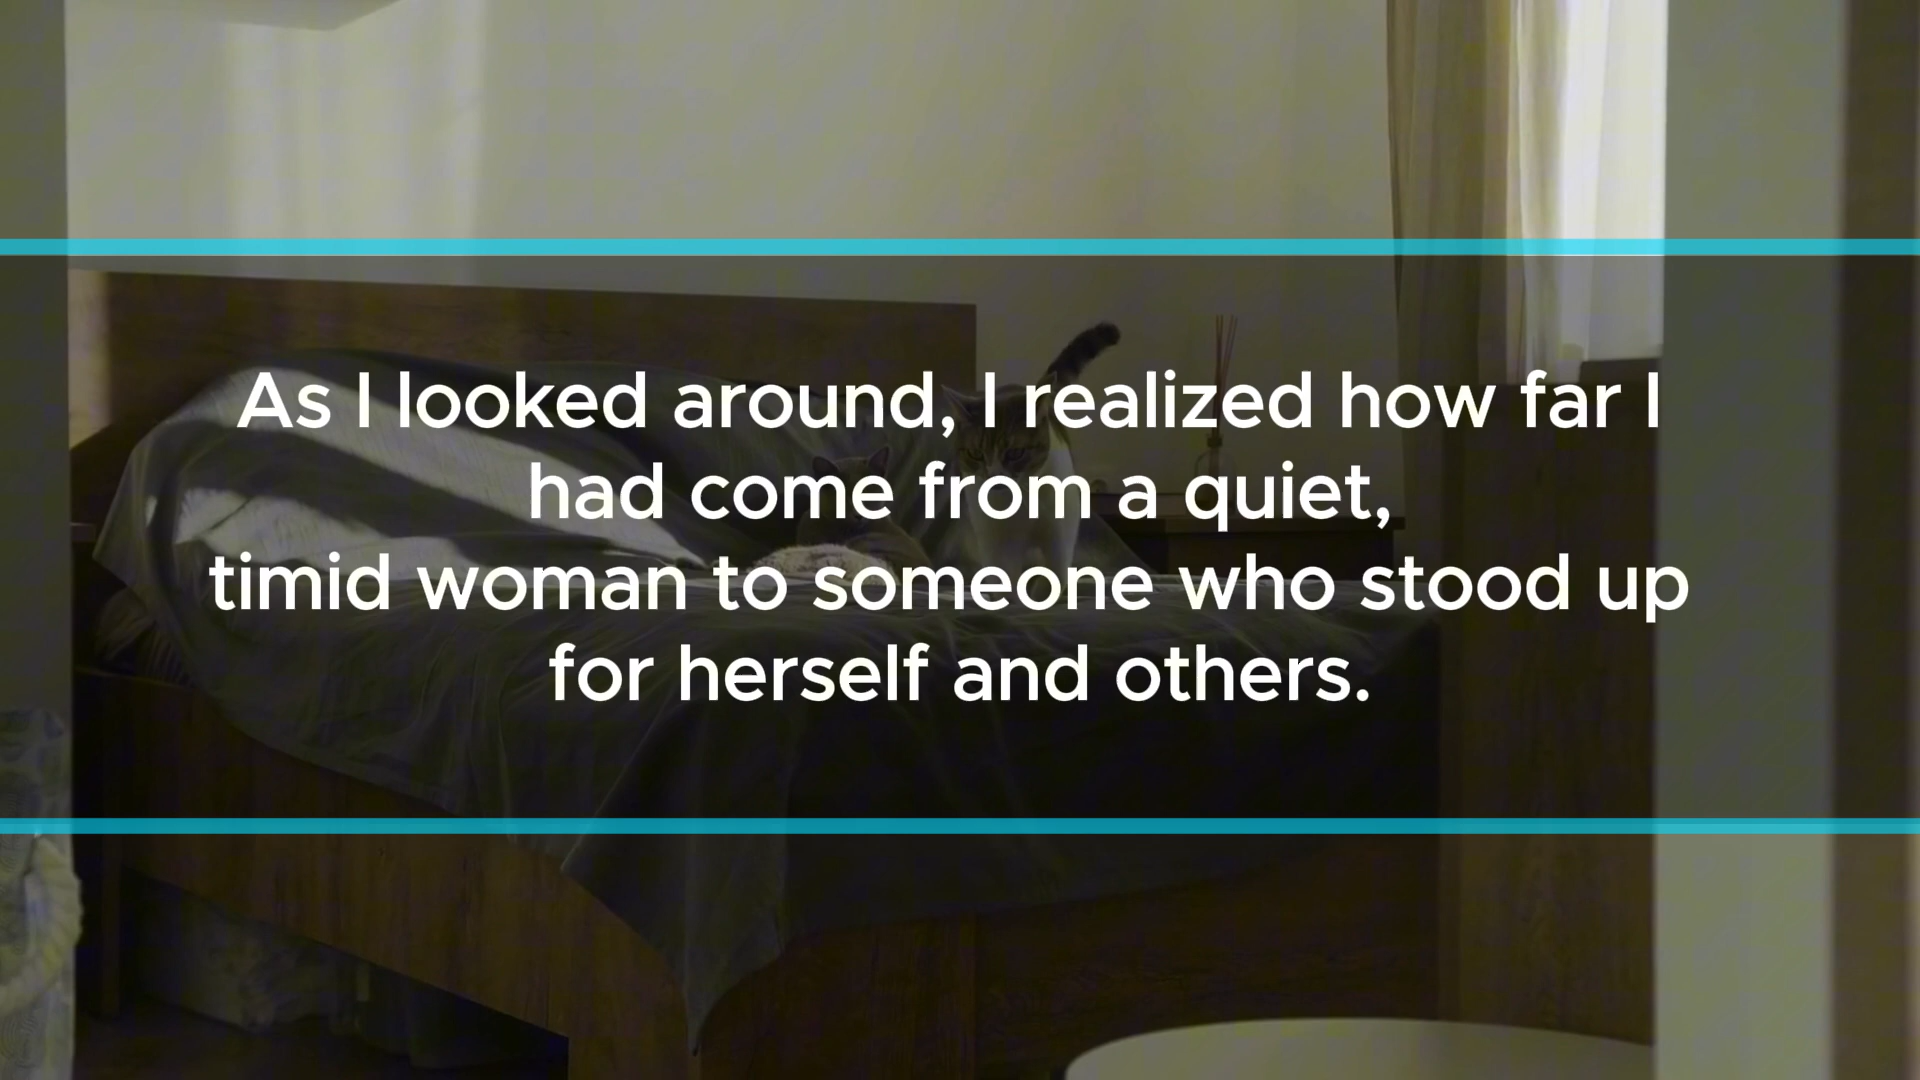 As I looked around, I realized how far I
had come from a quiet,
timid woman to someone who stood up
for herself and others.